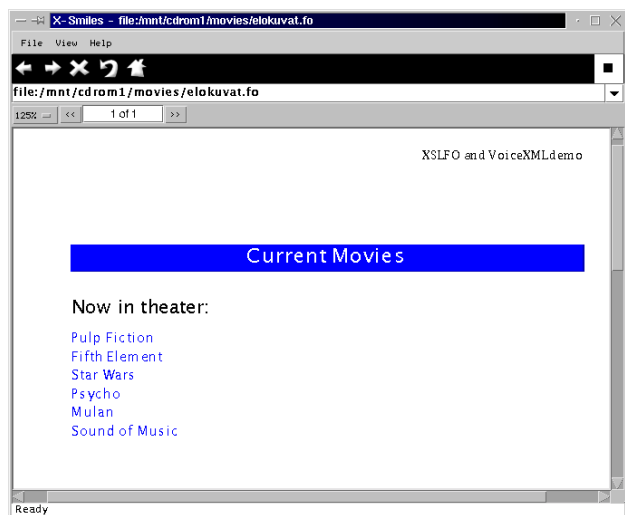 X-Smiles - file:/mnt/cdrom1/movies/elokuvat.fo
File View Help
file:/mnt/cdrom1/movies/elokuvat.fo
125% << 1 of 1 >>
XSLFO and VoiceXMLdemo
Current Movies
Now in theater:
Pulp Fiction
Fifth Element
Star Wars
Psycho
Mulan
Sound of Music
Ready